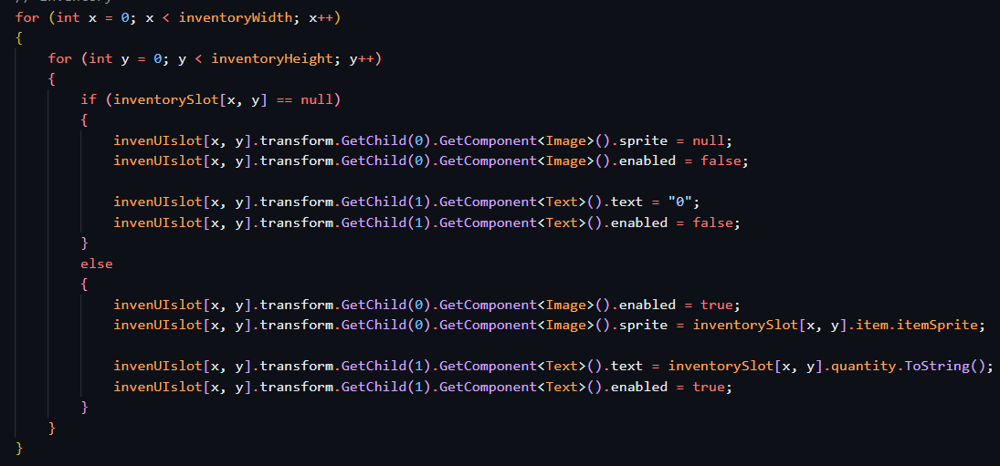 // Inventory
for (int x = 0; x < inventoryWidth; x++)
{
    for (int y = 0; y < inventoryHeight; y++)
    {
        if (inventorySlot[x, y] == null)
        {
            invenUIslot[x, y].transform.GetChild(0).GetComponent<Image>().sprite = null;
            invenUIslot[x, y].transform.GetChild(0).GetComponent<Image>().enabled = false;

            invenUIslot[x, y].transform.GetChild(1).GetComponent<Text>().text = "0";
            invenUIslot[x, y].transform.GetChild(1).GetComponent<Text>().enabled = false;
        }
        else
        {
            invenUIslot[x, y].transform.GetChild(0).GetComponent<Image>().enabled = true;
            invenUIslot[x, y].transform.GetChild(0).GetComponent<Image>().sprite = inventorySlot[x, y].item.itemSprite;

            invenUIslot[x, y].transform.GetChild(1).GetComponent<Text>().text = inventorySlot[x, y].quantity.ToString();
            invenUIslot[x, y].transform.GetChild(1).GetComponent<Text>().enabled = true;
        }
    }
}